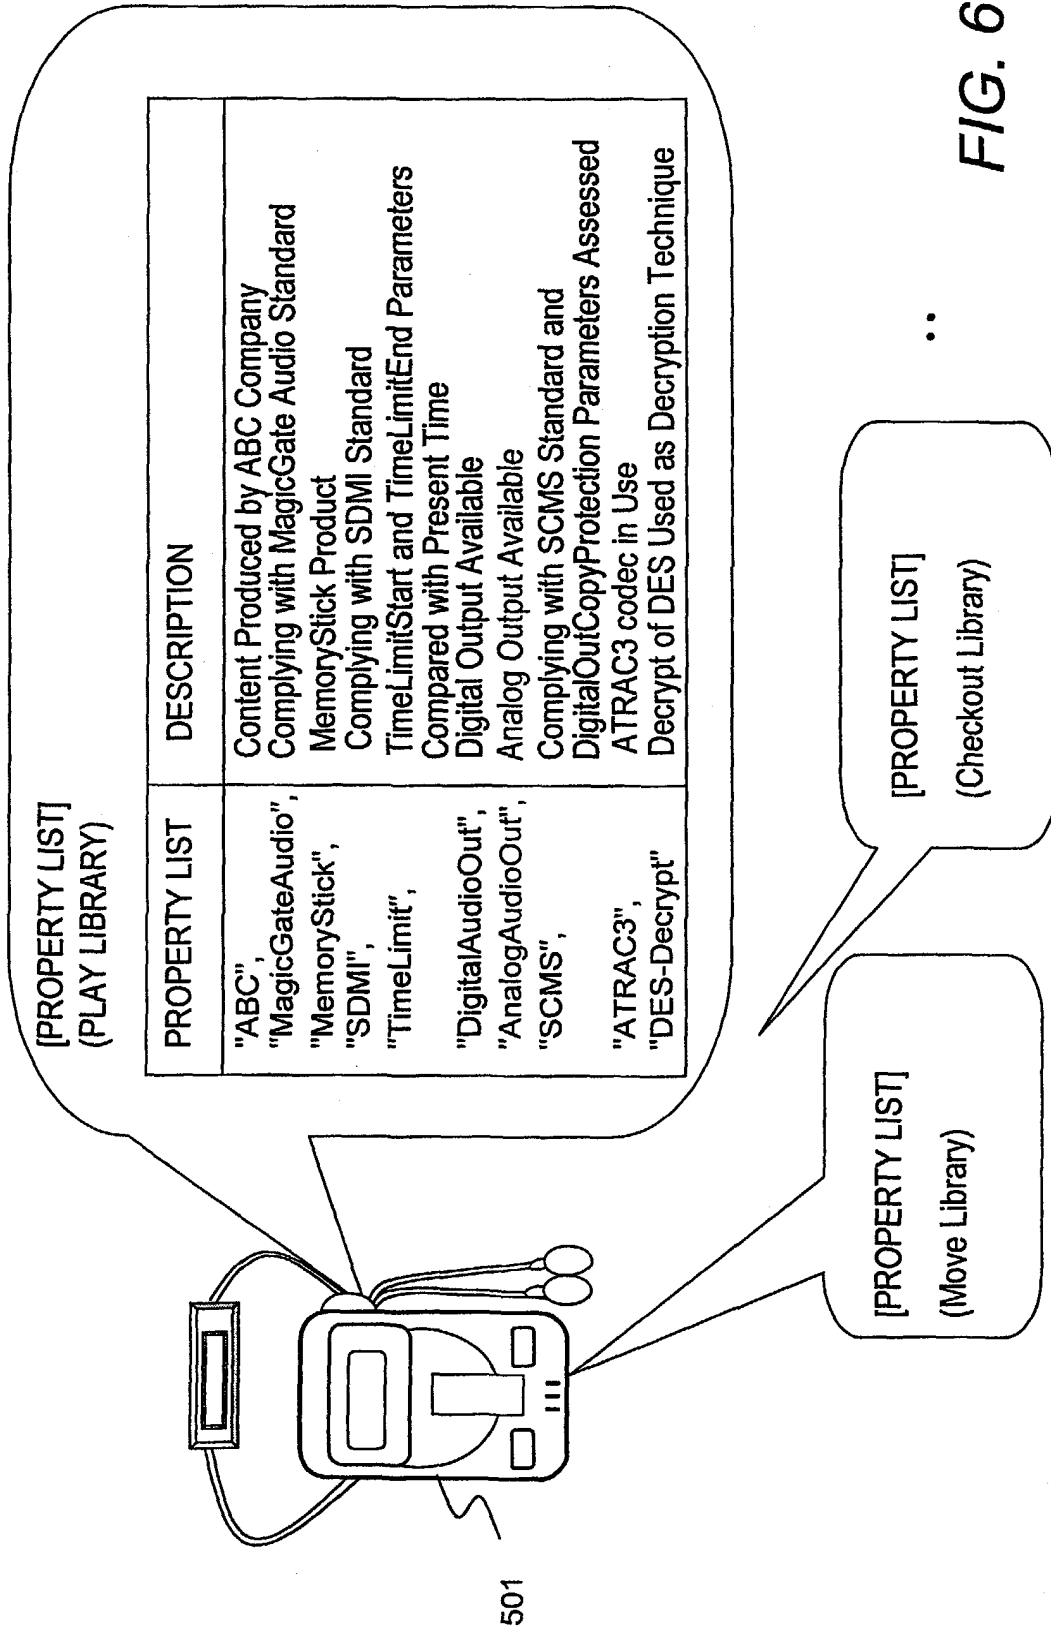 [PROPERTY LIST]
(PLAY LIBRARY)
PROPERTY LIST DESCRIPTION
"ABC", Content Produced by ABC Company
"MagicGateAudio", Complying with MagicGate Audio Standard
"MemoryStick", MemoryStick Product
"SDMI", Complying with SDMI Standard
"TimeLimit", TimeLimitStart and TimeLimitEnd Parameters
Compared with Present Time
"DigitalAudioOut", Digital Output Available
"AnalogAudioOut", Analog Output Available
"SCMS", Complying with SCMS Standard and
DigitalOutCopyProtection Parameters Assessed
"ATRAC3", ATRAC3 codec in Use
"DES-Decrypt" Decrypt of DES Used as Decryption Technique
501
[PROPERTY LIST]
(Move Library)
[PROPERTY LIST]
(Checkout Library)
..
FIG. 6